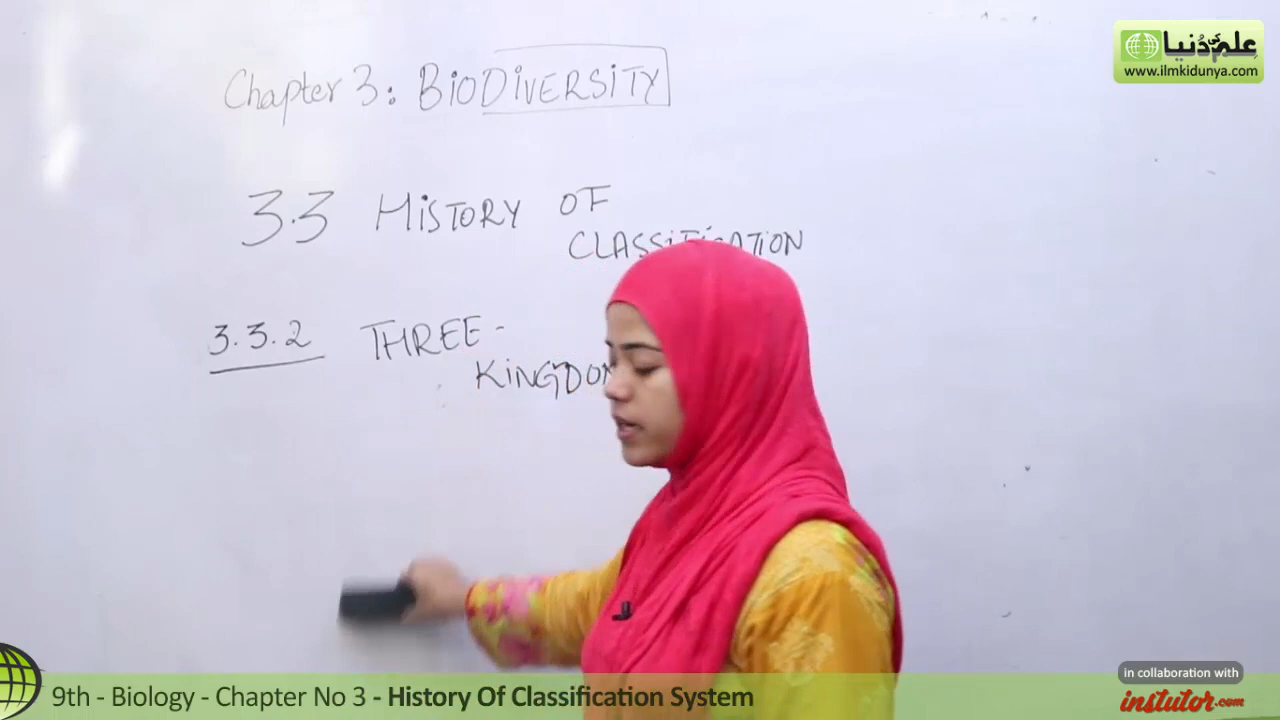 علم کی دنیا
www.ilmkidunya.com
Chapter 3: BIODIVERSITY
3.3 HISTORY OF
CLASSIFICATION
3.3.2 THREE-
in collaboration with
instutor.com
9th - Biology - Chapter No 3 - History Of Classification System